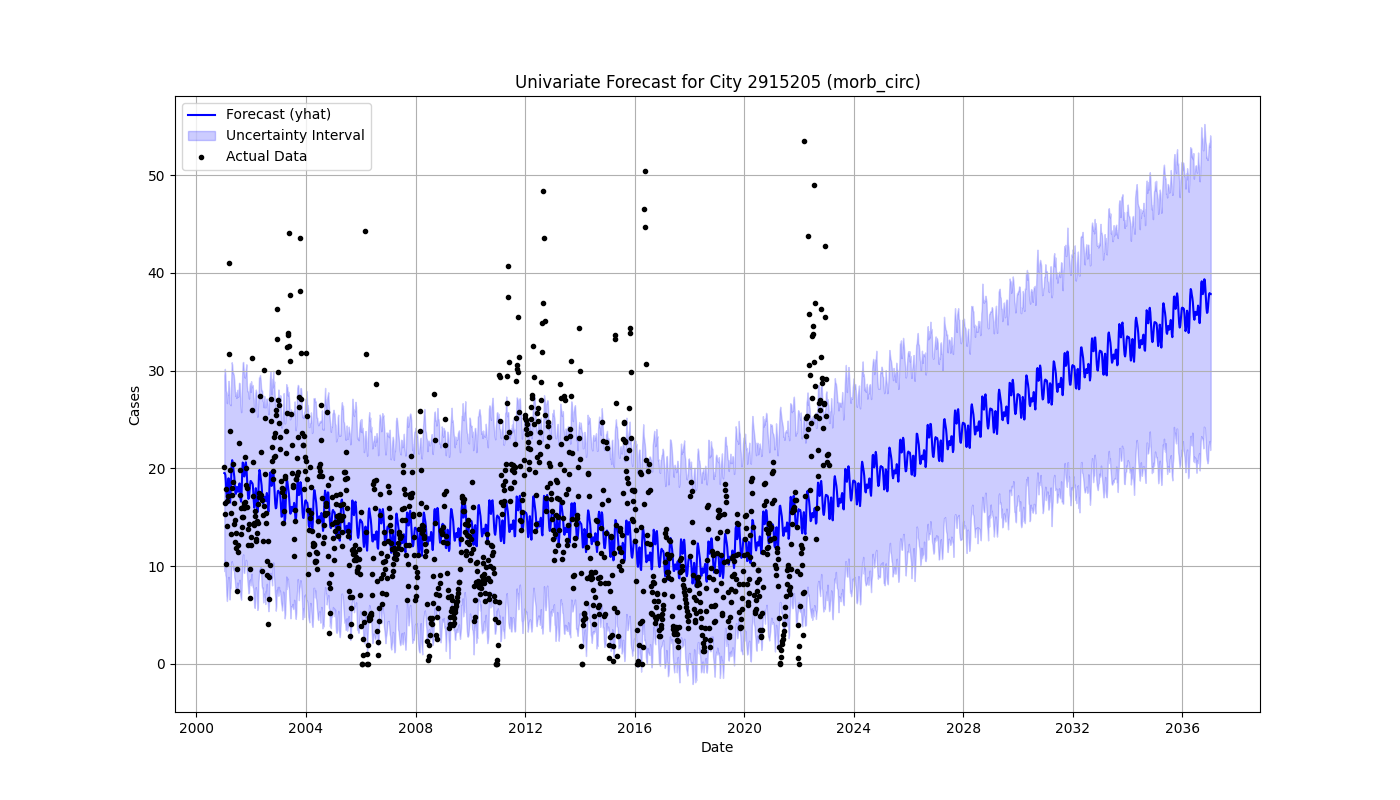 Univariate Forecast for City 2915205 (morb_circ)
Forecast (yhat)
Uncertainty Interval
Actual Data
Cases
50
40
30
20
10
0
2000 2004 2008 2012 2016 2020 2024 2028 2032 2036
Date